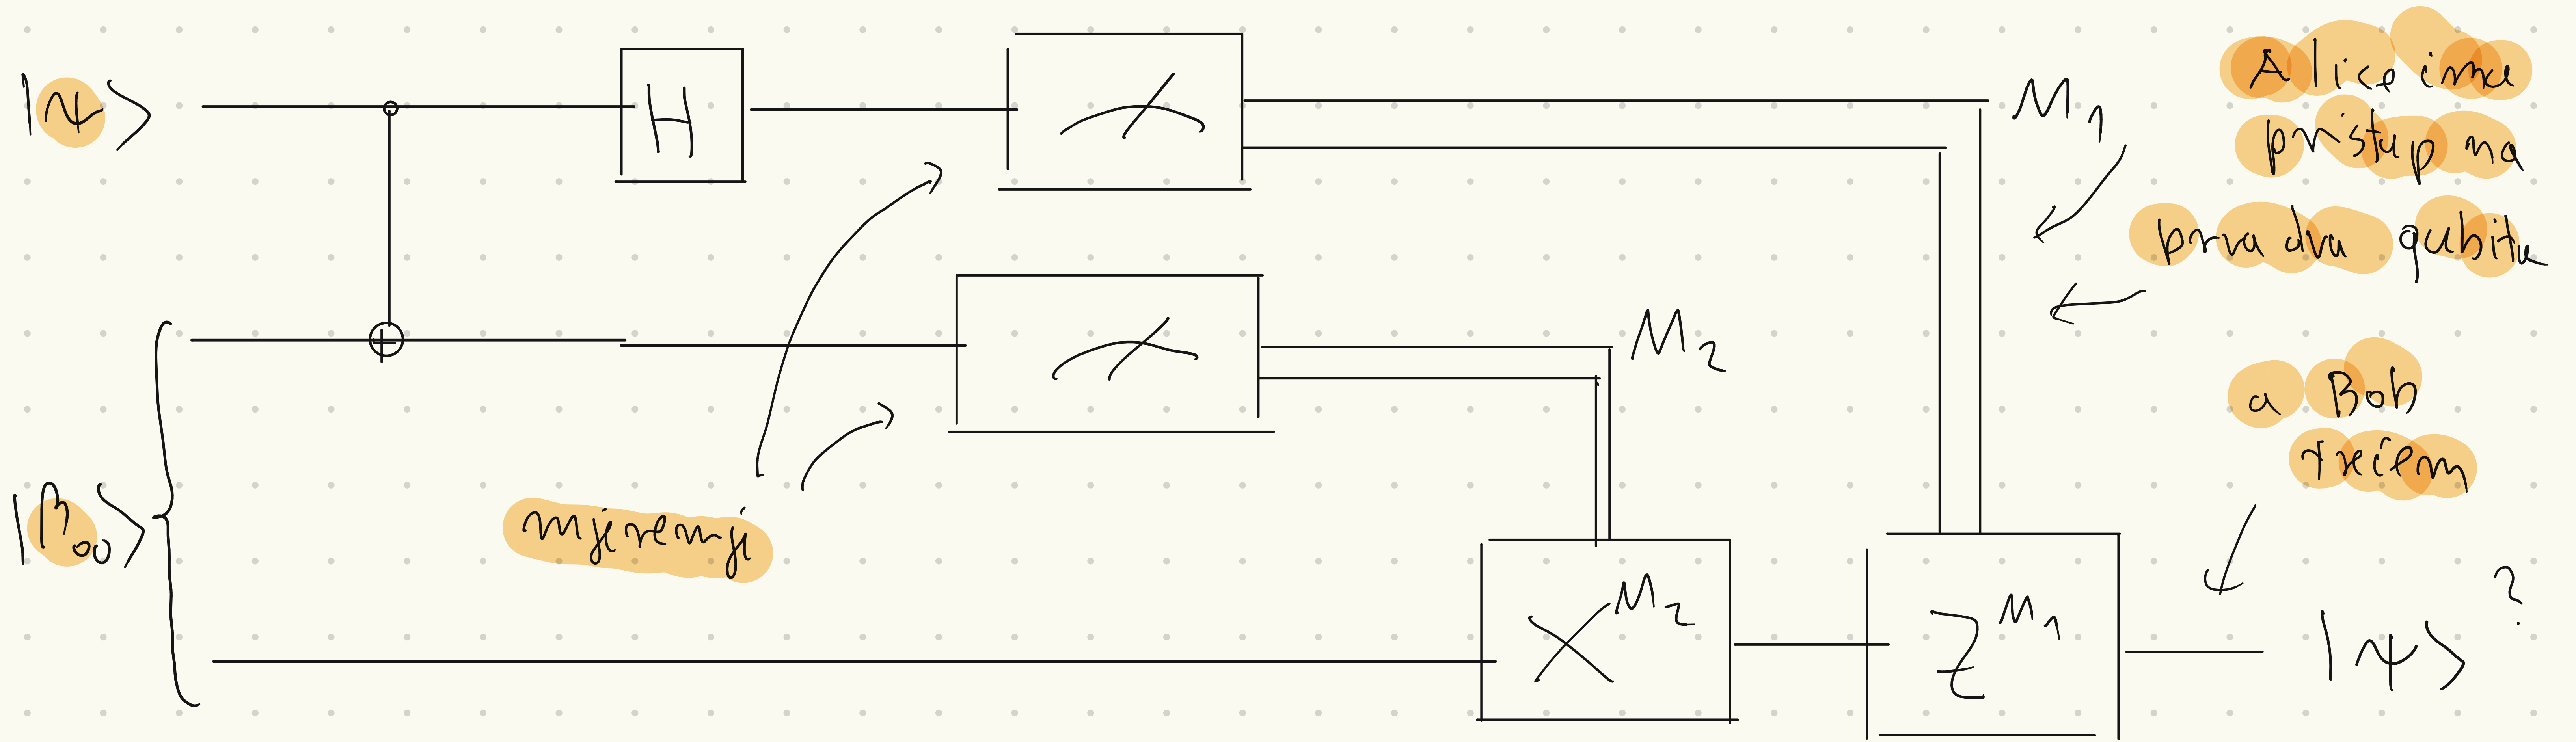 |ψ>
H
M₁
Alice ima
pristup na
prva dva qubita
M₂
a Bob
trećem
|β₀₀>
mjerenji
X^M₂
Z^M₁
|ψ> ?